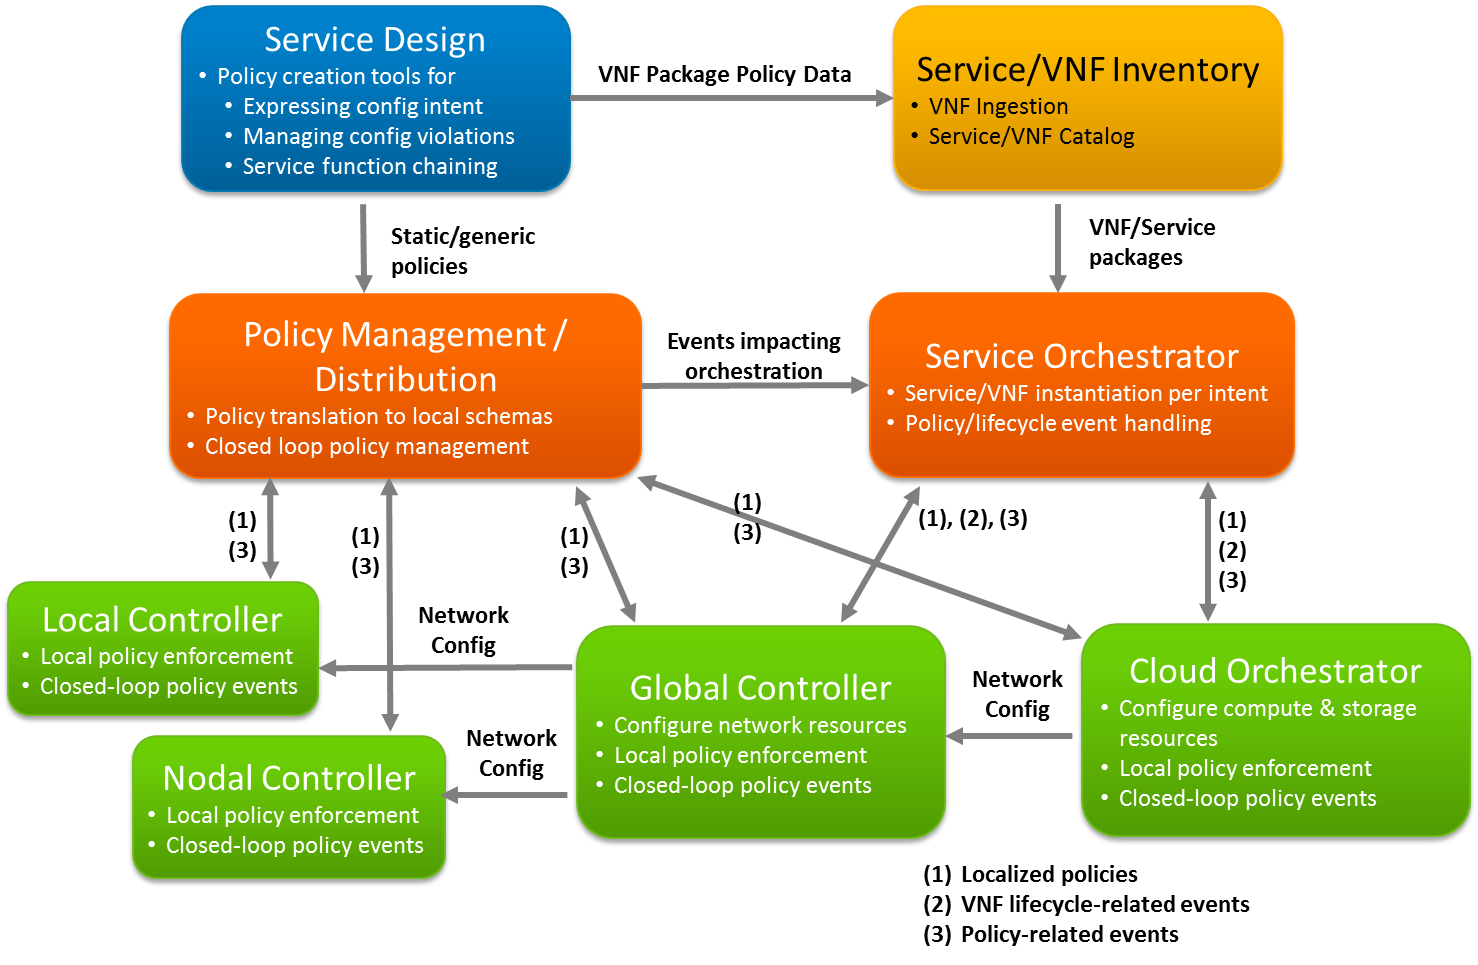 Service Design
• Policy creation tools for
• Expressing config intent
• Managing config violations
• Service function chaining
VNF Package Policy Data
Service/VNF Inventory
• VNF Ingestion
• Service/VNF Catalog
Static/generic
policies
VNF/Service
packages
Policy Management /
Distribution
• Policy translation to local schemas
• Closed loop policy management
Events impacting
orchestration
Service Orchestrator
• Service/VNF instantiation per intent
• Policy/lifecycle event handling
(1)
(3)
(1)
(3)
(1)
(3)
(1)
(3)
(1), (2), (3)
(1)
(2)
(3)
Local Controller
• Local policy enforcement
• Closed-loop policy events
Network
Config
Global Controller
• Configure network resources
• Local policy enforcement
• Closed-loop policy events
Network
Config
Cloud Orchestrator
• Configure compute & storage
resources
• Local policy enforcement
• Closed-loop policy events
Nodal Controller
• Local policy enforcement
• Closed-loop policy events
Network
Config
(1) Localized policies
(2) VNF lifecycle-related events
(3) Policy-related events